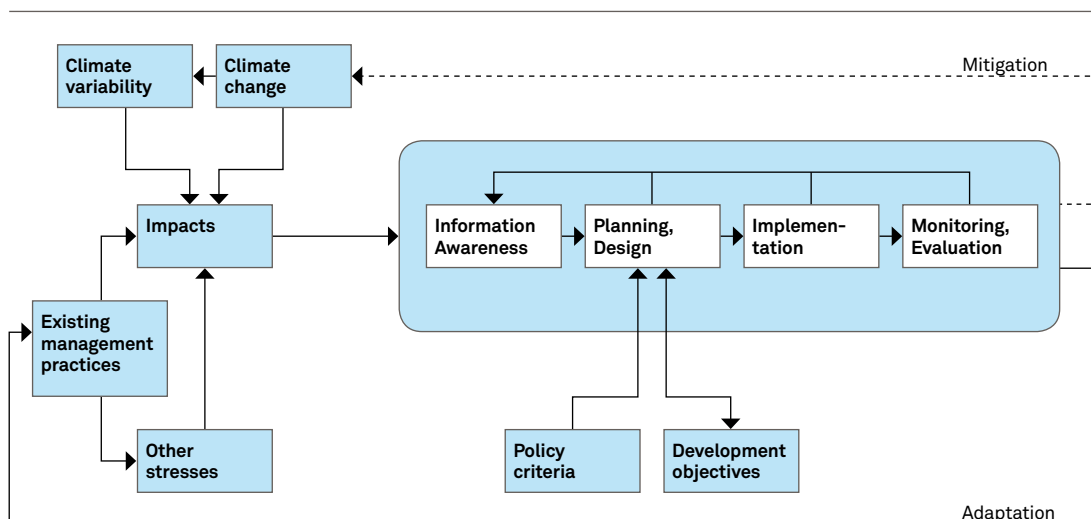 Climate
variability
Climate
change
Mitigation
Impacts
Information
Awareness
Planning,
Design
Implemen-
tation
Monitoring,
Evaluation
Existing
management
practices
Other
stresses
Policy
criteria
Development
objectives
Adaptation